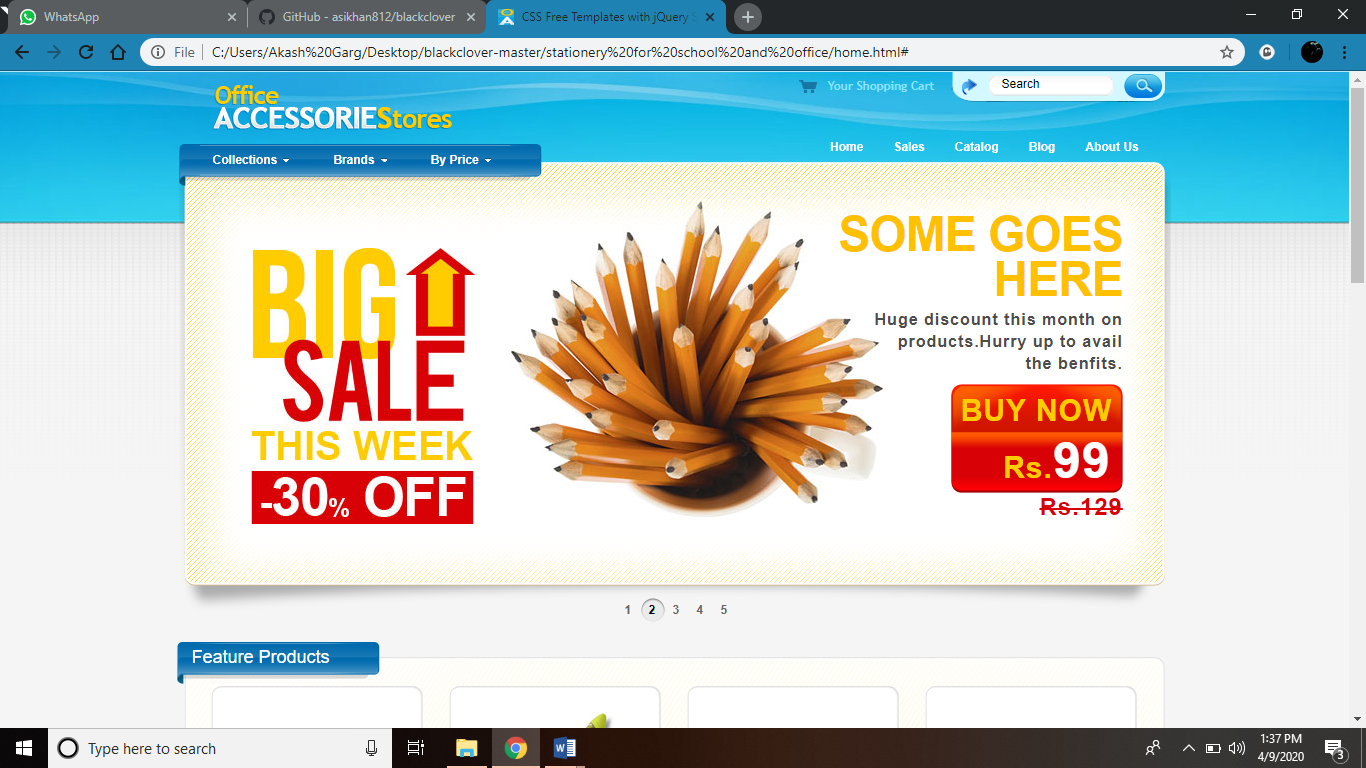 WhatsApp
GitHub - asikhan812/blackclover
CSS Free Templates with jQuery S
File
C:/Users/Akash%20Garg/Desktop/blackclover-master/stationery%20for%20school%20and%20office/home.html#
Office
ACCESSORIEStores
Your Shopping Cart
Search
Home Sales Catalog Blog About Us
Collections Brands By Price
BIG
SALE
THIS WEEK
-30% OFF
SOME GOES
HERE
Huge discount this month on
products.Hurry up to avail
the benfits.
BUY NOW
Rs.99
Rs.129
1 2 3 4 5
Feature Products
Type here to search
1:37 PM
4/9/2020
3